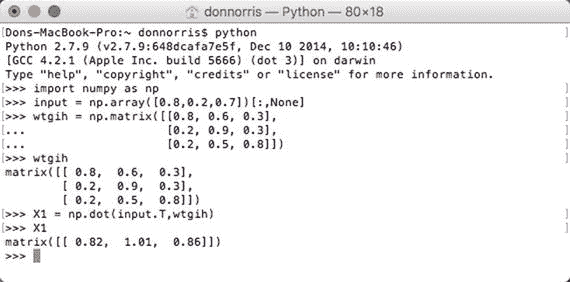 donnorris — Python — 80×18
Dons-MacBook-Pro:~ donnorris$ python
Python 2.7.9 (v2.7.9:648dcafa7e5f, Dec 10 2014, 10:10:46)
[GCC 4.2.1 (Apple Inc. build 5666) (dot 3)] on darwin
Type "help", "copyright", "credits" or "license" for more information.
>>> import numpy as np
>>> input = np.array([0.8,0.2,0.7])[:,None]
>>> wtgih = np.matrix([[0.8, 0.6, 0.3],
...                    [0.2, 0.9, 0.3],
...                    [0.2, 0.5, 0.8]])
>>> wtgih
matrix([[ 0.8,  0.6,  0.3],
        [ 0.2,  0.9,  0.3],
        [ 0.2,  0.5,  0.8]])
>>> X1 = np.dot(input.T,wtgih)
>>> X1
matrix([[ 0.82,  1.01,  0.86]])
>>>